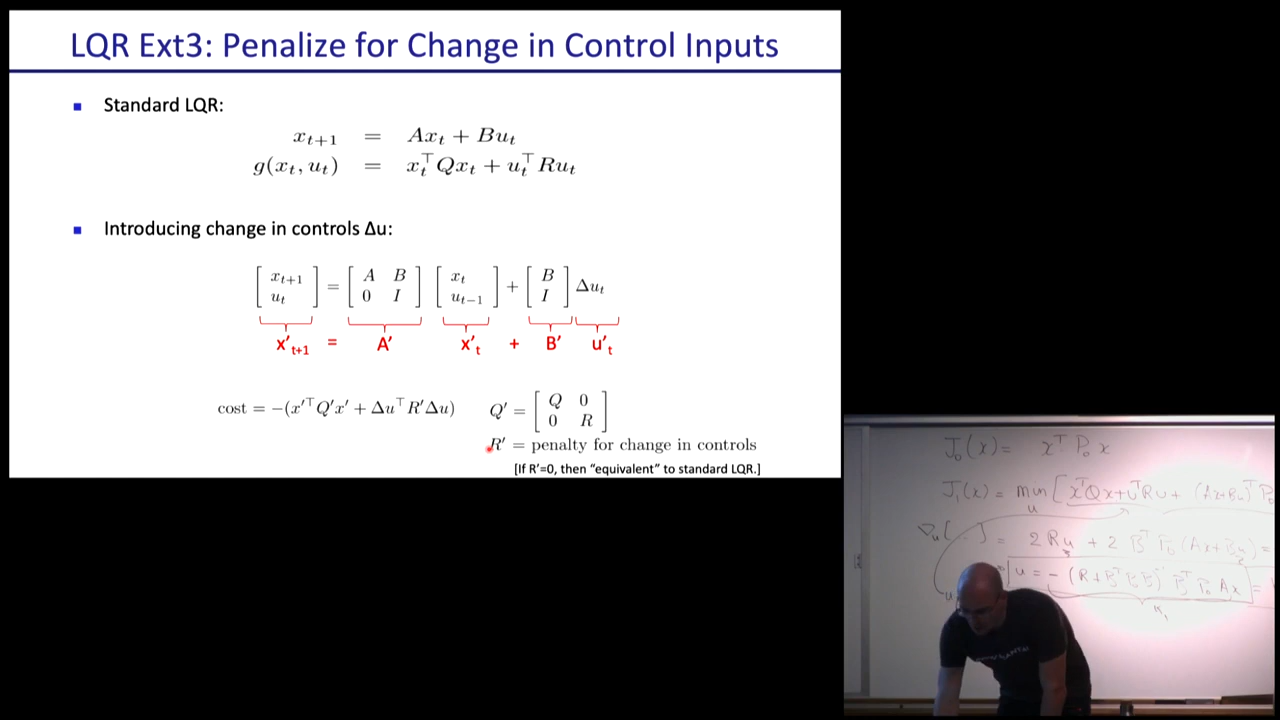 LQR Ext3: Penalize for Change in Control Inputs
▪ Standard LQR:
x_{t+1} = Ax_t + Bu_t
g(x_t, u_t) = x_t^⊤ Q x_t + u_t^⊤ R u_t
▪ Introducing change in controls Δu:
[ x_{t+1} ; u_t ] = [ A B ; 0 I ] [ x_t ; u_{t−1} ] + [ B ; I ] Δu_t
x'_{t+1} = A' x'_t + B' u'_t
cost = −(x'^⊤ Q' x' + Δu^⊤ R' Δu) Q' = [ Q 0 ; 0 R ]
R' = penalty for change in controls
[If R'=0, then “equivalent” to standard LQR.]
J_0(x) = x^T P_0 x
J_1(x) = min_u [ x^T Q x + u^T R u + (Ax+Bu)^T P_0
∇_u [ . ] = 2 R u + 2 B^T P_0 (Ax+Bu) =
u = − (R + B^T P_0 B)^{-1} B^T P_0 A x =
K_1